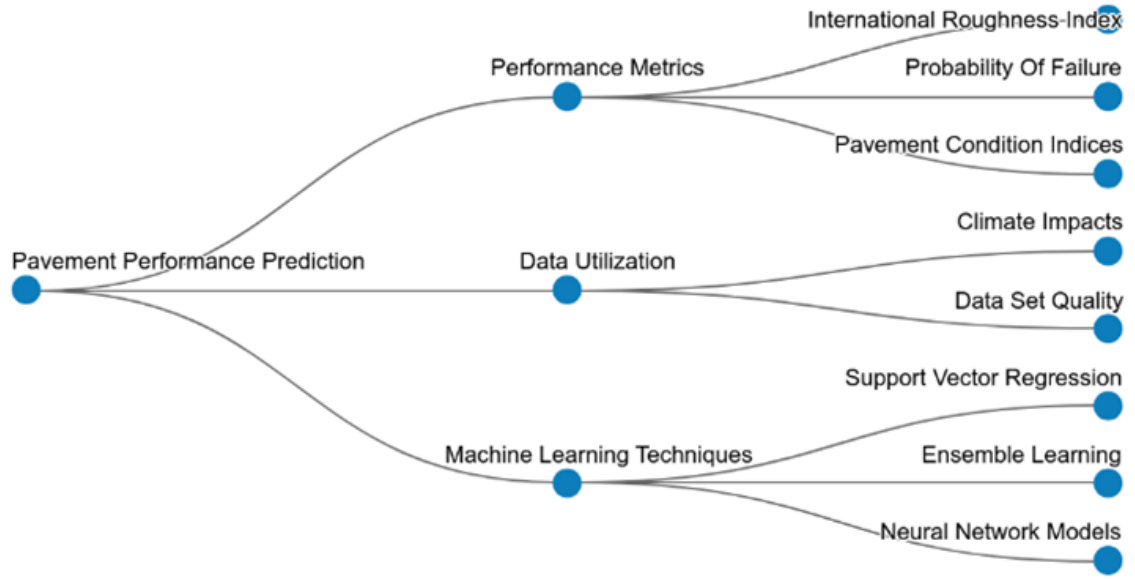 International Roughness-Index
Performance Metrics
Probability Of Failure
Pavement Condition Indices
Climate Impacts
Pavement Performance Prediction
Data Utilization
Data Set Quality
Support Vector Regression
Machine Learning Techniques
Ensemble Learning
Neural Network Models